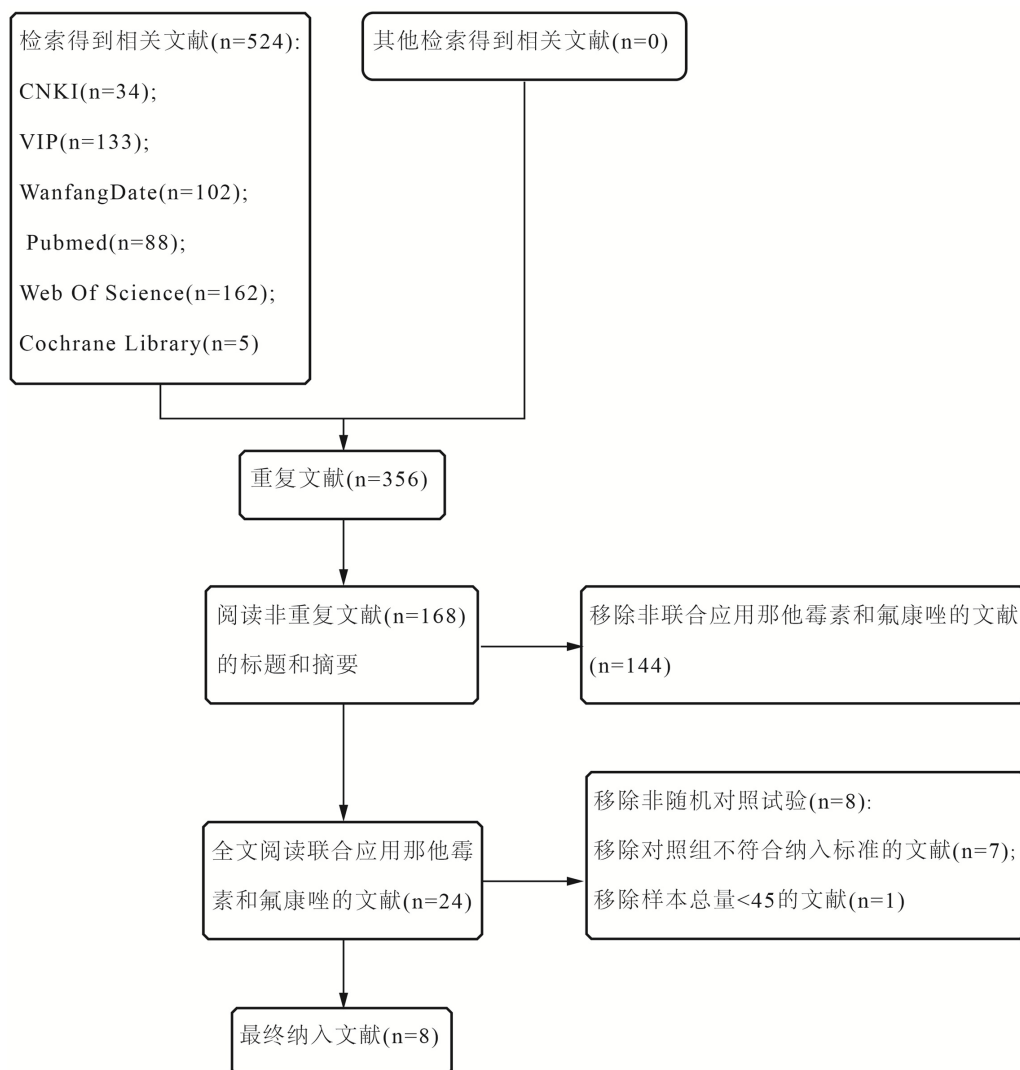 检索得到相关文献(n=524):
CNKI(n=34);
VIP(n=133);
WanfangDate(n=102);
Pubmed(n=88);
Web Of Science(n=162);
Cochrane Library(n=5)
其他检索得到相关文献(n=0)
重复文献(n=356)
阅读非重复文献(n=168)
的标题和摘要
移除非联合应用那他霉素和氟康唑的文献
(n=144)
全文阅读联合应用那他霉
素和氟康唑的文献(n=24)
移除非随机对照试验(n=8):
移除对照组不符合纳入标准的文献(n=7);
移除样本总量<45的文献(n=1)
最终纳入文献(n=8)